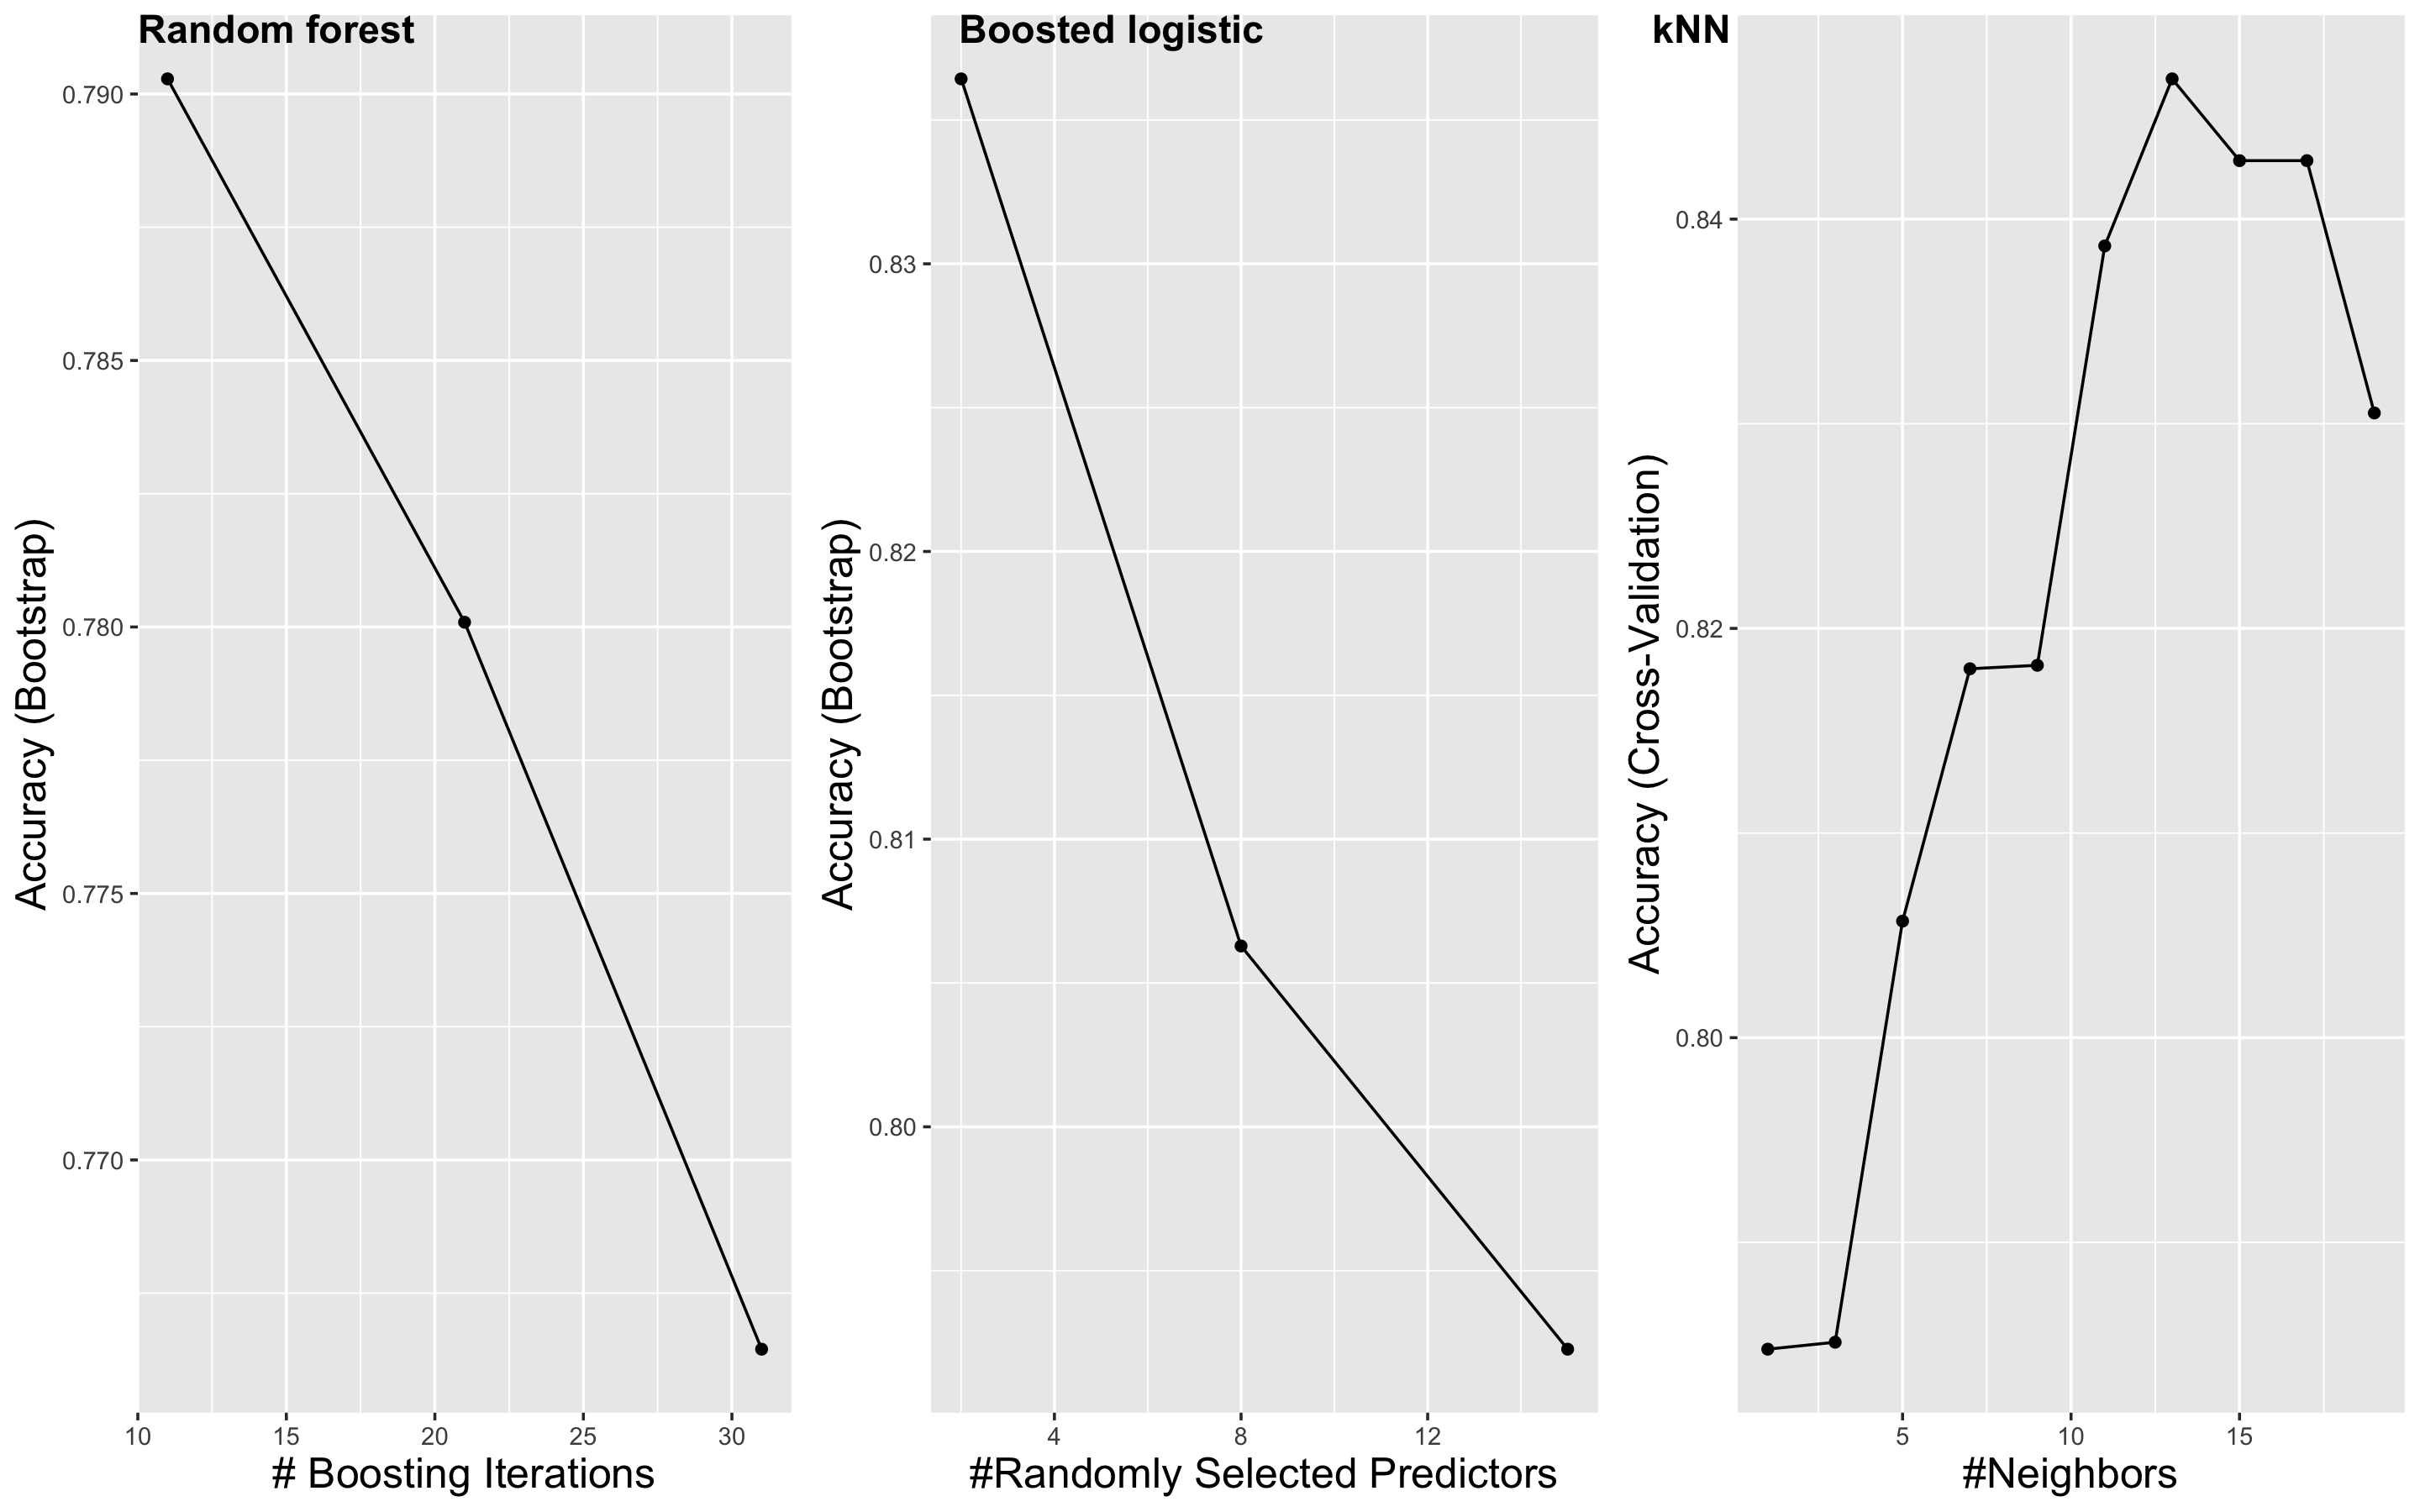 Random forest
Accuracy (Bootstrap)
0.790
0.785
0.780
0.775
0.770
10 15 20 25 30
# Boosting Iterations
Boosted logistic
Accuracy (Bootstrap)
0.83
0.82
0.81
0.80
4 8 12
#Randomly Selected Predictors
kNN
Accuracy (Cross-Validation)
0.84
0.82
0.80
5 10 15
#Neighbors